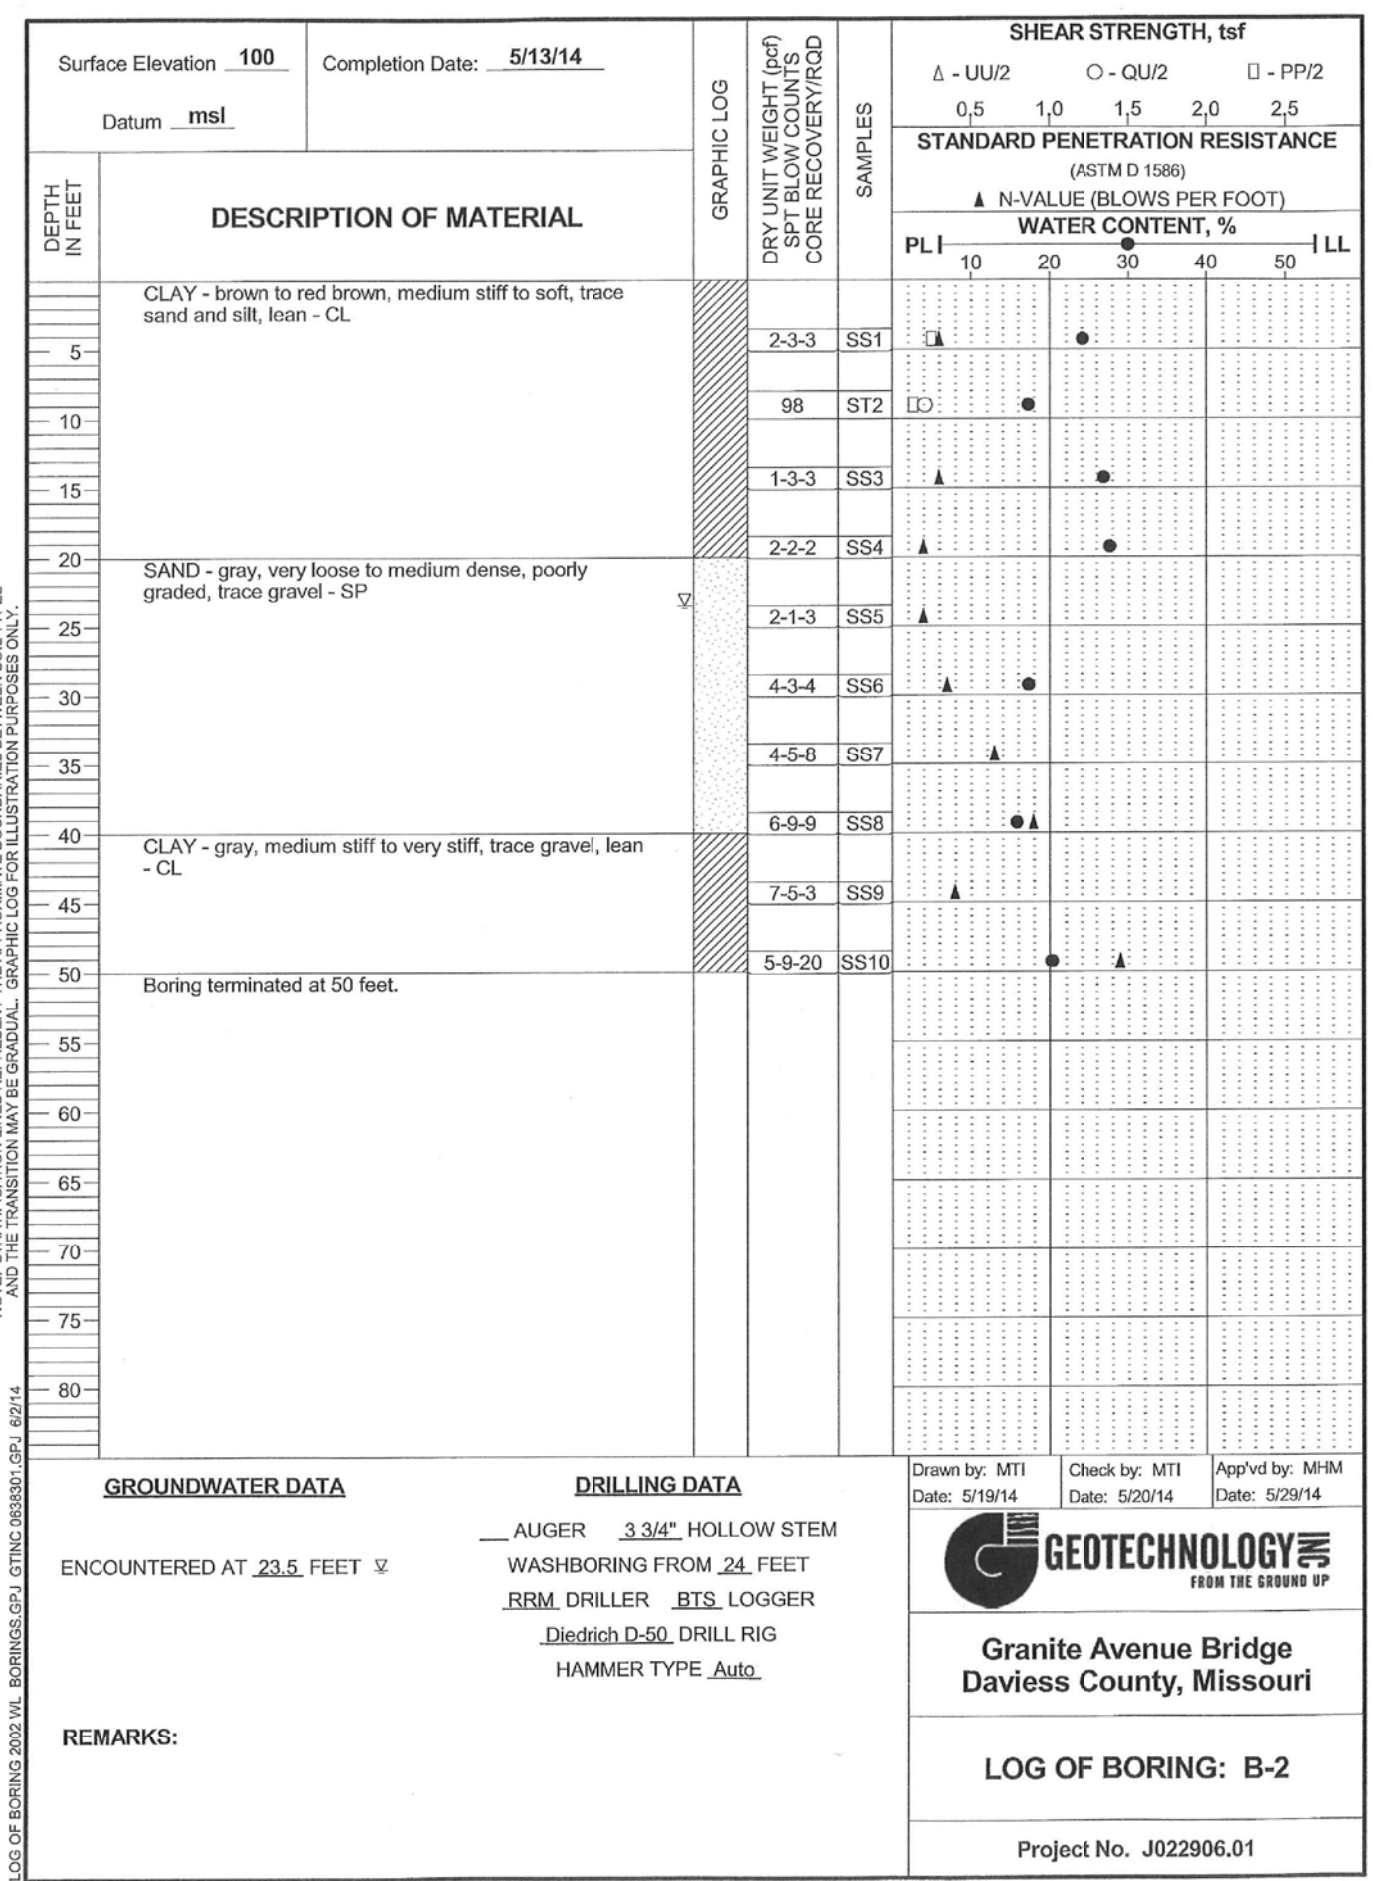 Surface Elevation 100
Completion Date: 5/13/14
Datum msl
DEPTH
IN FEET
DESCRIPTION OF MATERIAL
GRAPHIC LOG
DRY UNIT WEIGHT (pcf)
SPT BLOW COUNTS
CORE RECOVERY/RQD
SAMPLES
SHEAR STRENGTH, tsf
Δ - UU/2 ○ - QU/2 □ - PP/2
0,5 1,0 1,5 2,0 2,5
STANDARD PENETRATION RESISTANCE
(ASTM D 1586)
▲ N-VALUE (BLOWS PER FOOT)
WATER CONTENT, %
PL LL
10 20 30 40 50
CLAY - brown to red brown, medium stiff to soft, trace
sand and silt, lean - CL
2-3-3 SS1
5
98 ST2
10
1-3-3 SS3
15
2-2-2 SS4
20
SAND - gray, very loose to medium dense, poorly
graded, trace gravel - SP
2-1-3 SS5
25
4-3-4 SS6
30
4-5-8 SS7
35
6-9-9 SS8
40
CLAY - gray, medium stiff to very stiff, trace gravel, lean
- CL
7-5-3 SS9
45
5-9-20 SS10
50
Boring terminated at 50 feet.
55
60
65
70
75
80
AND THE TRANSITION MAY BE GRADUAL. GRAPHIC LOG FOR ILLUSTRATION PURPOSES ONLY.
LOG OF BORING 2002 WL BORINGS.GPJ GTINC 0638301.GPJ 6/2/14
GROUNDWATER DATA
ENCOUNTERED AT 23.5 FEET
DRILLING DATA
___ AUGER 3 3/4" HOLLOW STEM
WASHBORING FROM 24 FEET
RRM DRILLER BTS LOGGER
Diedrich D-50 DRILL RIG
HAMMER TYPE Auto
REMARKS:
Drawn by: MTI Check by: MTI App'vd by: MHM
Date: 5/19/14 Date: 5/20/14 Date: 5/29/14
GEOTECHNOLOGY INC
FROM THE GROUND UP
Granite Avenue Bridge
Daviess County, Missouri
LOG OF BORING: B-2
Project No. J022906.01